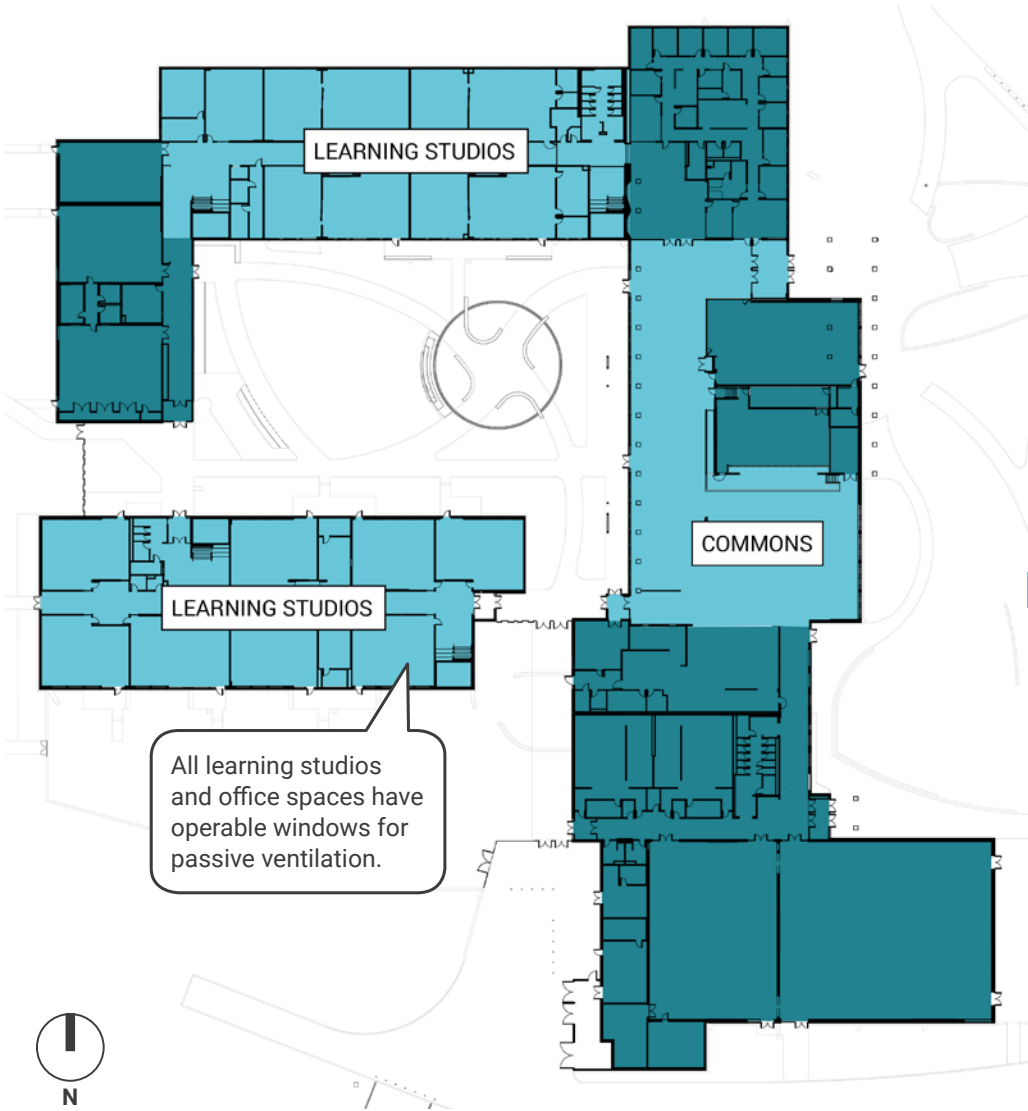 LEARNING STUDIOS
COMMONS
LEARNING STUDIOS
All learning studios
and office spaces have
operable windows for
passive ventilation.
N